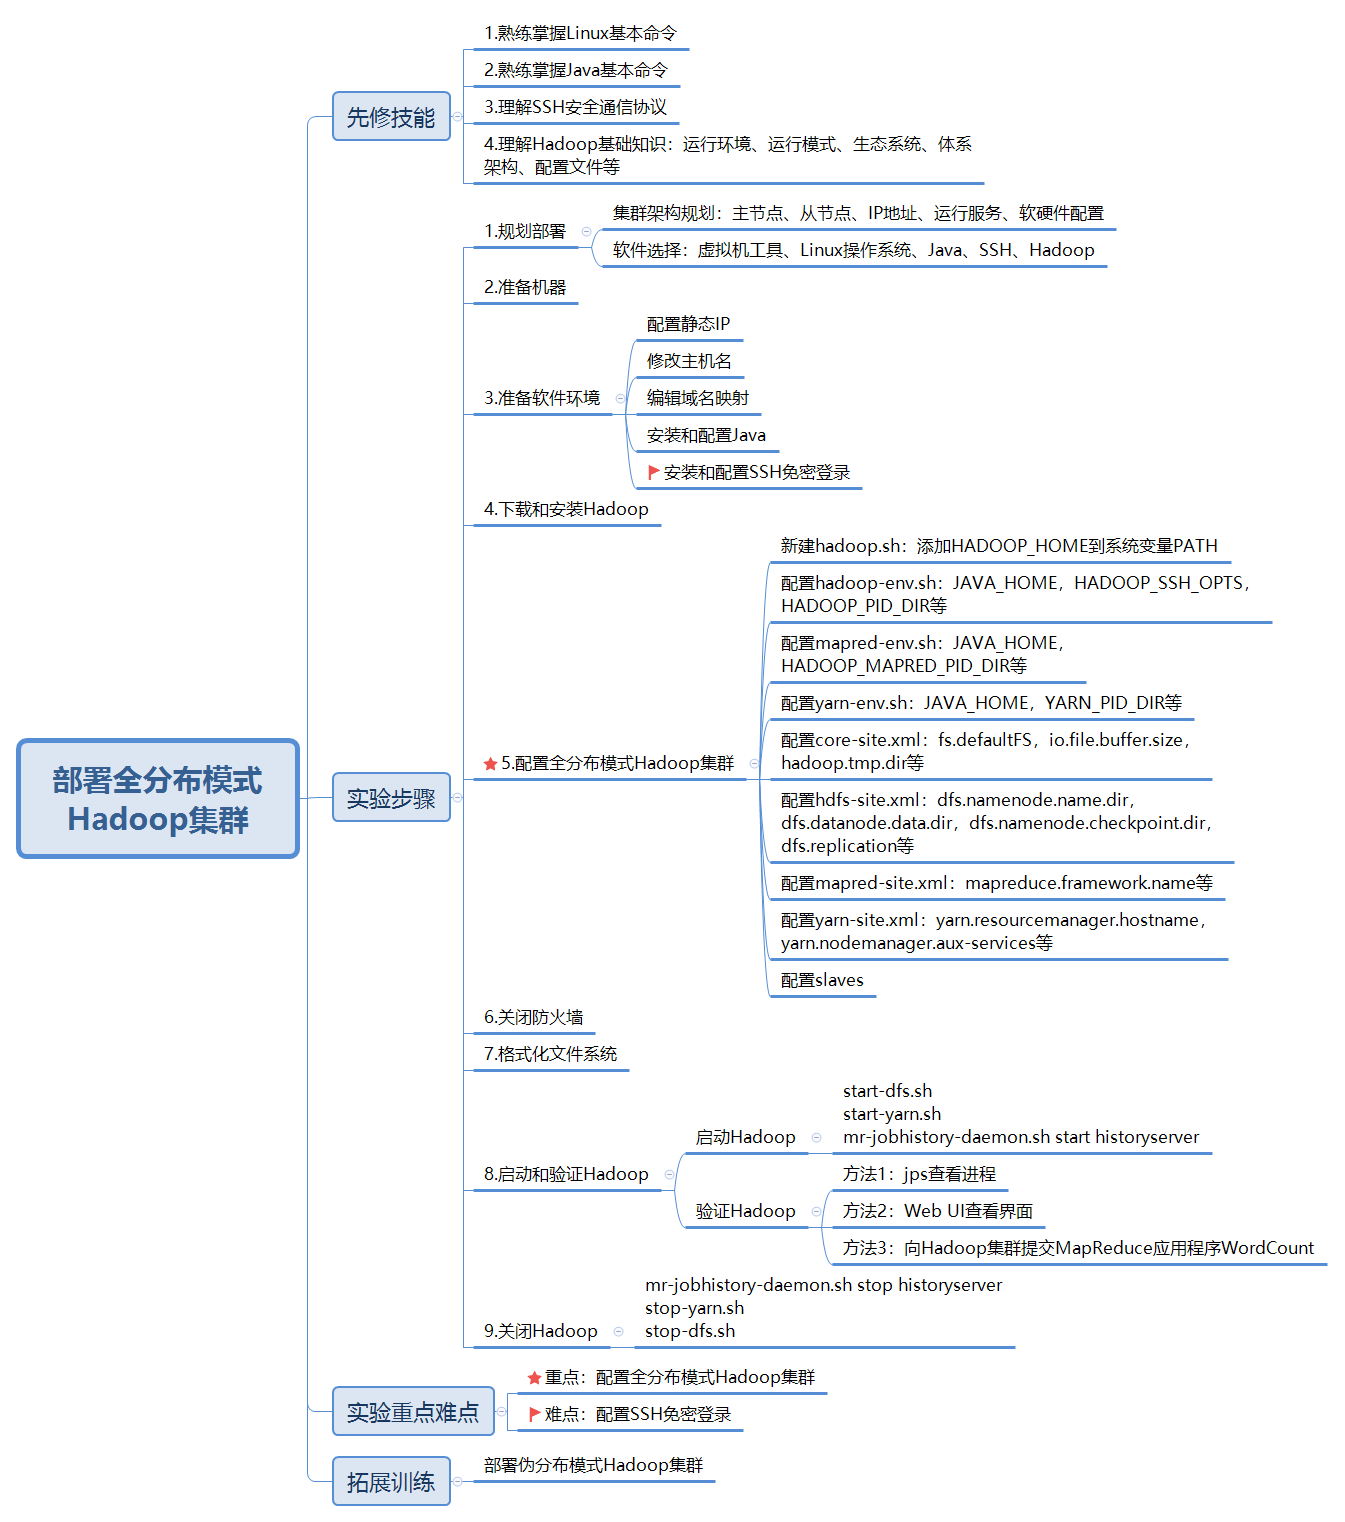 部署全分布模式
Hadoop集群
先修技能
1.熟练掌握Linux基本命令
2.熟练掌握Java基本命令
3.理解SSH安全通信协议
4.理解Hadoop基础知识：运行环境、运行模式、生态系统、体系
架构、配置文件等
实验步骤
1.规划部署
集群架构规划：主节点、从节点、IP地址、运行服务、软硬件配置
软件选择：虚拟机工具、Linux操作系统、Java、SSH、Hadoop
2.准备机器
3.准备软件环境
配置静态IP
修改主机名
编辑域名映射
安装和配置Java
安装和配置SSH免密登录
4.下载和安装Hadoop
5.配置全分布模式Hadoop集群
新建hadoop.sh：添加HADOOP_HOME到系统变量PATH
配置hadoop-env.sh：JAVA_HOME，HADOOP_SSH_OPTS，
HADOOP_PID_DIR等
配置mapred-env.sh：JAVA_HOME，
HADOOP_MAPRED_PID_DIR等
配置yarn-env.sh：JAVA_HOME，YARN_PID_DIR等
配置core-site.xml：fs.defaultFS，io.file.buffer.size，
hadoop.tmp.dir等
配置hdfs-site.xml：dfs.namenode.name.dir，
dfs.datanode.data.dir，dfs.namenode.checkpoint.dir，
dfs.replication等
配置mapred-site.xml：mapreduce.framework.name等
配置yarn-site.xml：yarn.resourcemanager.hostname，
yarn.nodemanager.aux-services等
配置slaves
6.关闭防火墙
7.格式化文件系统
8.启动和验证Hadoop
启动Hadoop
start-dfs.sh
start-yarn.sh
mr-jobhistory-daemon.sh start historyserver
验证Hadoop
方法1：jps查看进程
方法2：Web UI查看界面
方法3：向Hadoop集群提交MapReduce应用程序WordCount
9.关闭Hadoop
mr-jobhistory-daemon.sh stop historyserver
stop-yarn.sh
stop-dfs.sh
实验重点难点
重点：配置全分布模式Hadoop集群
难点：配置SSH免密登录
拓展训练
部署伪分布模式Hadoop集群